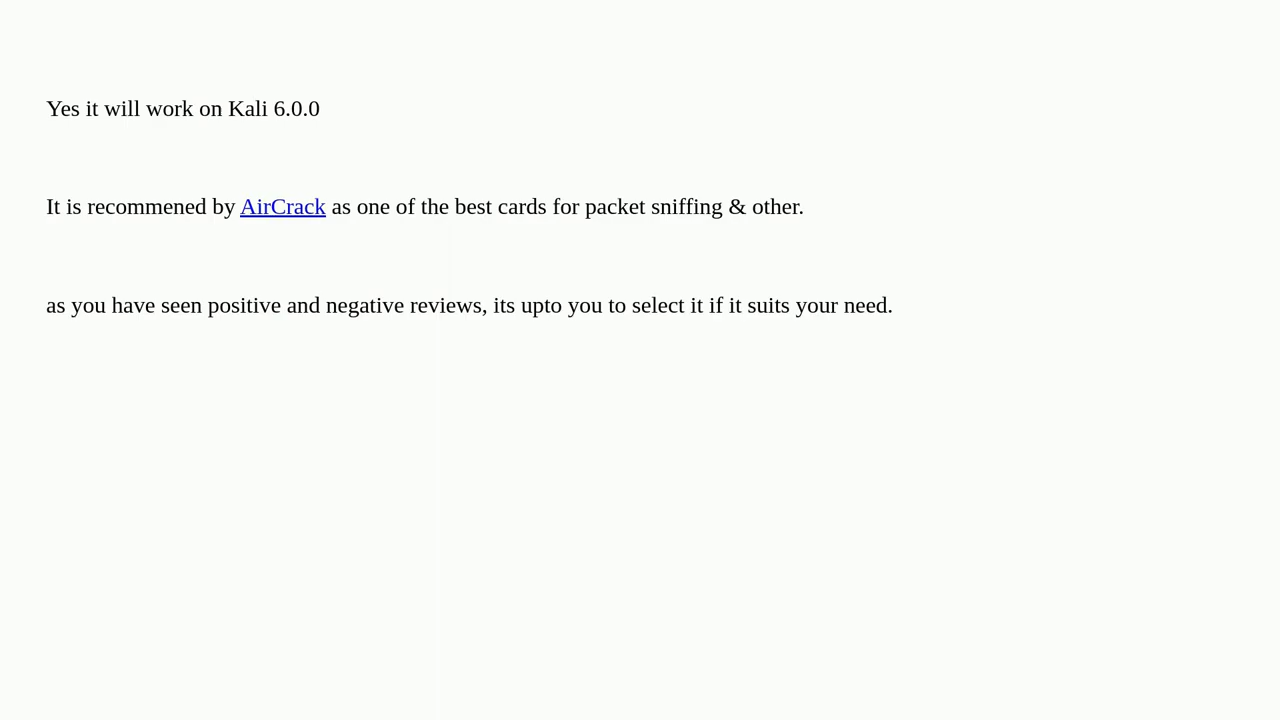 Yes it will work on Kali 6.0.0
It is recommened by AirCrack as one of the best cards for packet sniffing & other.
as you have seen positive and negative reviews, its upto you to select it if it suits your need.